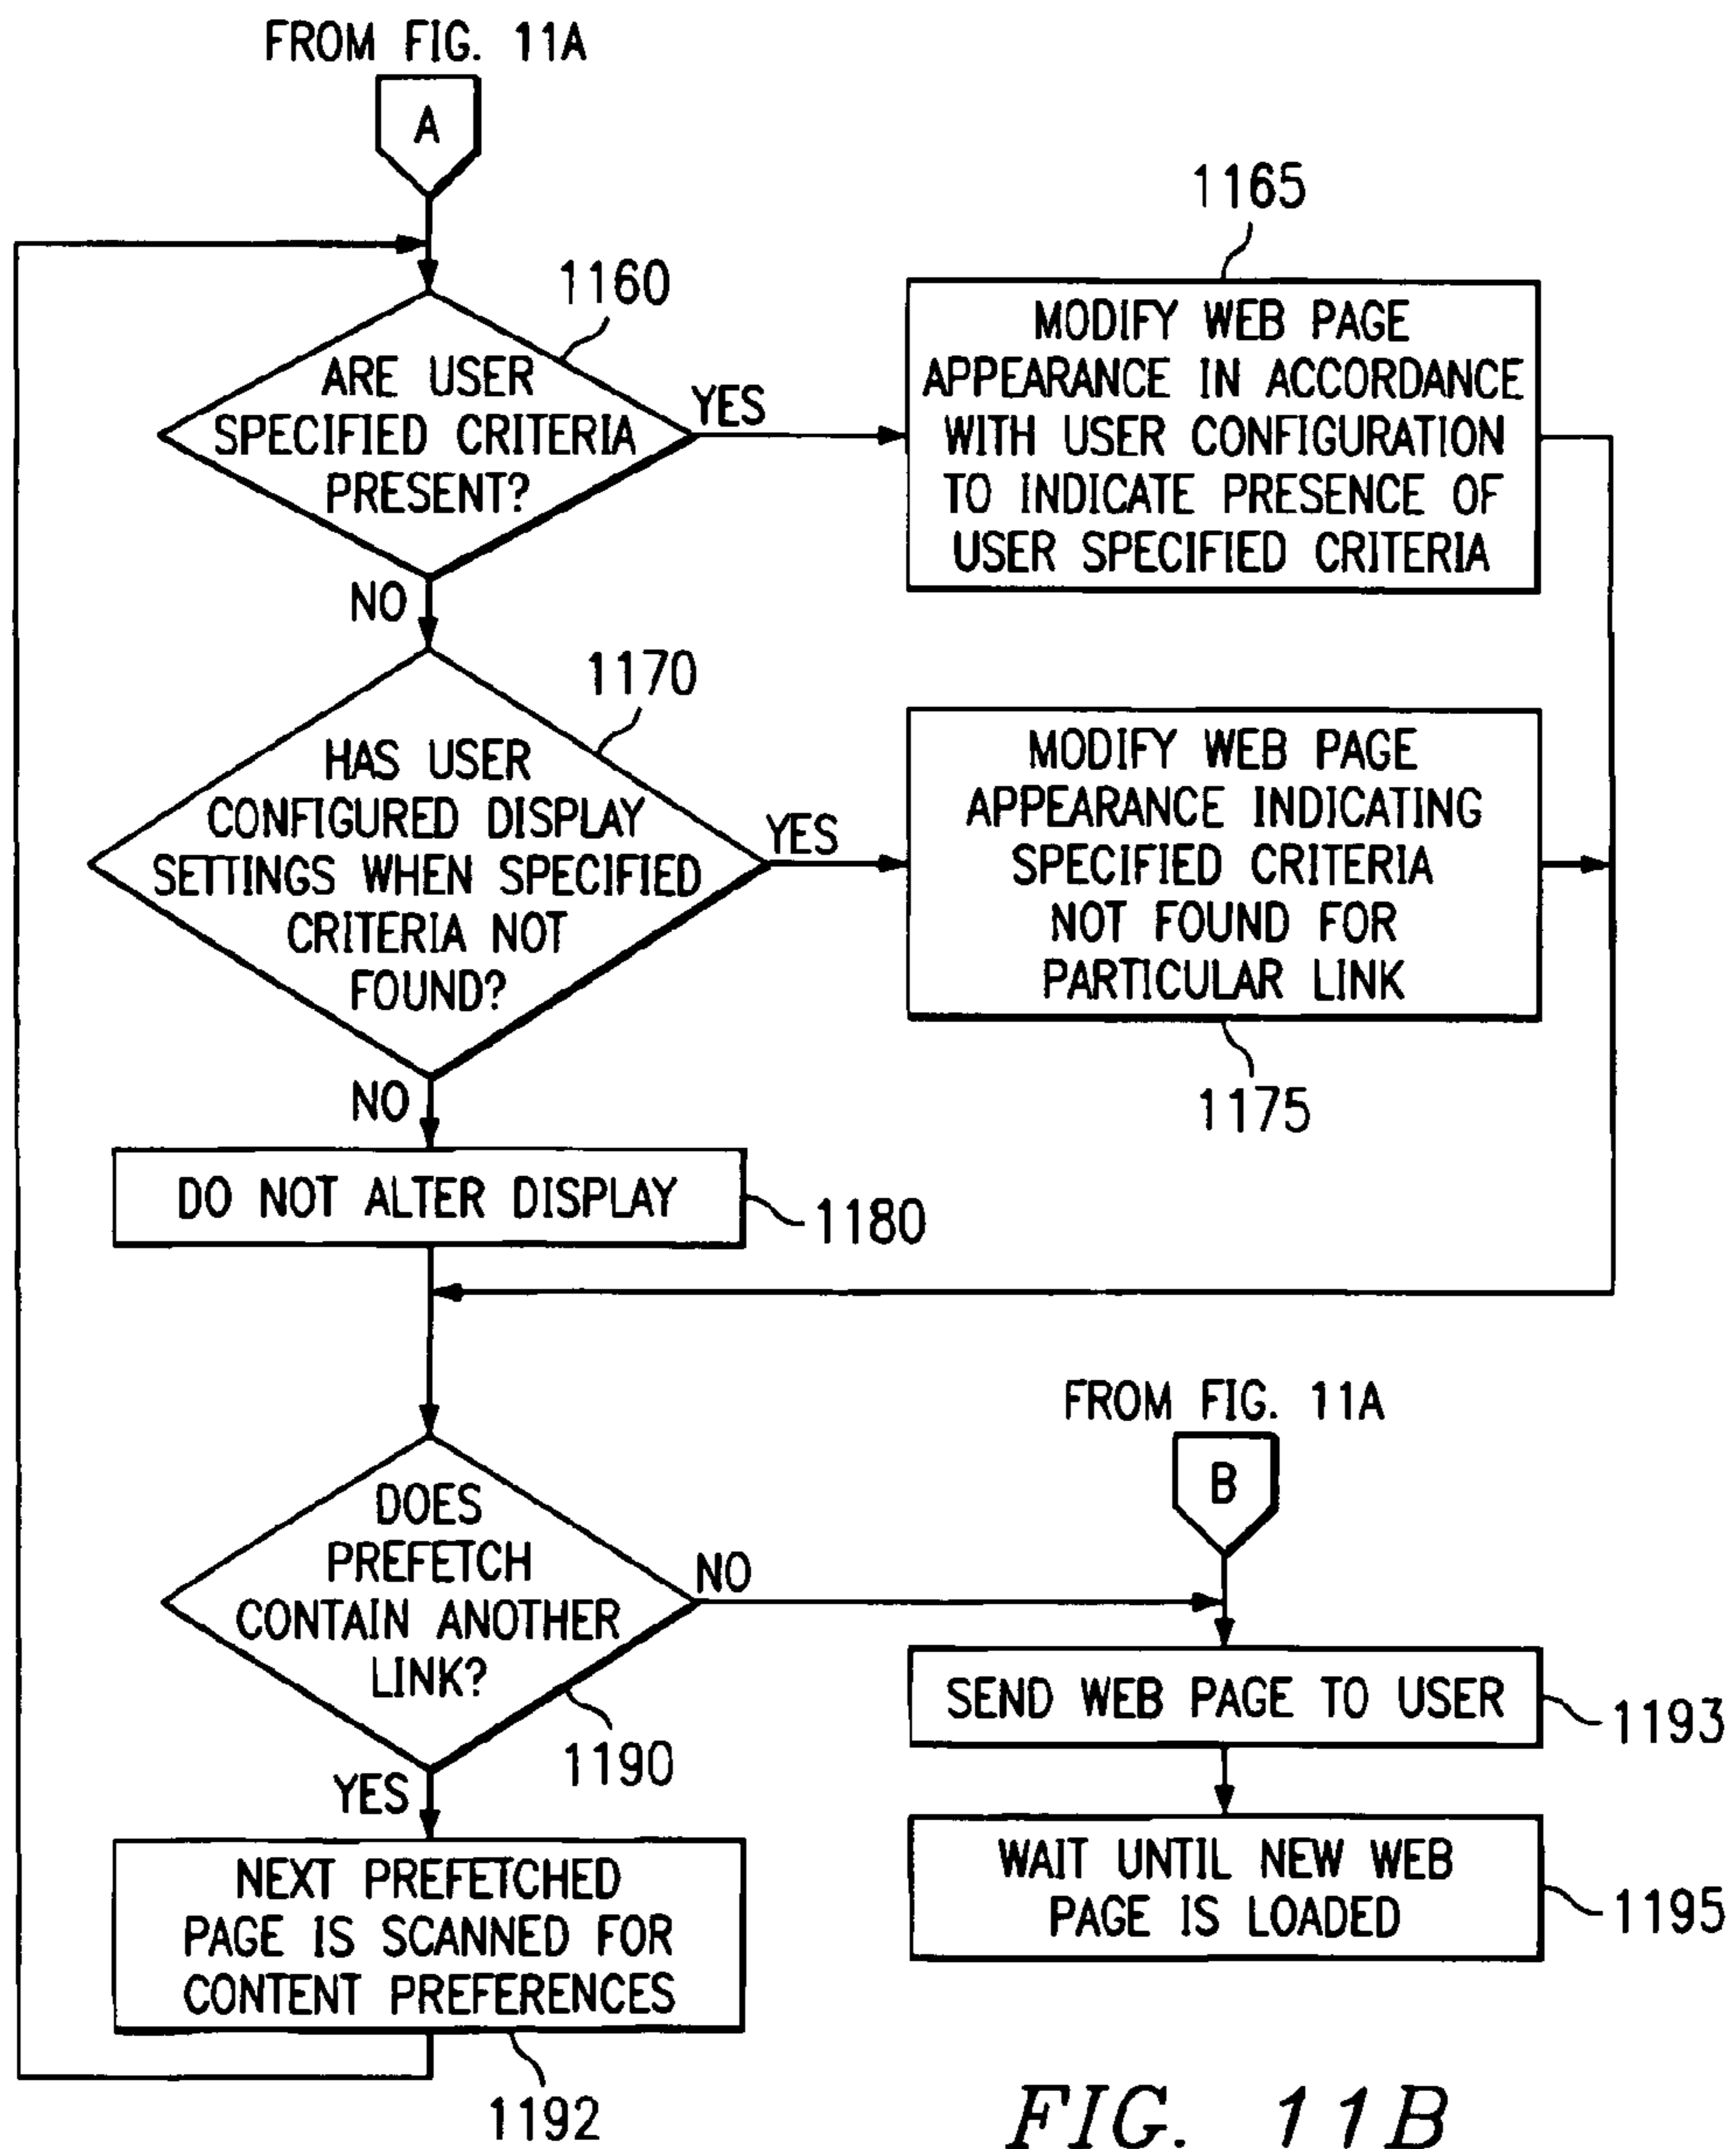 FROM FIG. 11A
A
1160
ARE USER
SPECIFIED CRITERIA
PRESENT?
YES
NO
1165
MODIFY WEB PAGE
APPEARANCE IN ACCORDANCE
WITH USER CONFIGURATION
TO INDICATE PRESENCE OF
USER SPECIFIED CRITERIA
1170
HAS USER
CONFIGURED DISPLAY
SETTINGS WHEN SPECIFIED
CRITERIA NOT
FOUND?
YES
NO
MODIFY WEB PAGE
APPEARANCE INDICATING
SPECIFIED CRITERIA
NOT FOUND FOR
PARTICULAR LINK
1175
DO NOT ALTER DISPLAY
1180
DOES
PREFETCH
CONTAIN ANOTHER
LINK?
NO
1190
YES
FROM FIG. 11A
B
SEND WEB PAGE TO USER
1193
WAIT UNTIL NEW WEB
PAGE IS LOADED
1195
NEXT PREFETCHED
PAGE IS SCANNED FOR
CONTENT PREFERENCES
1192
FIG. 11B